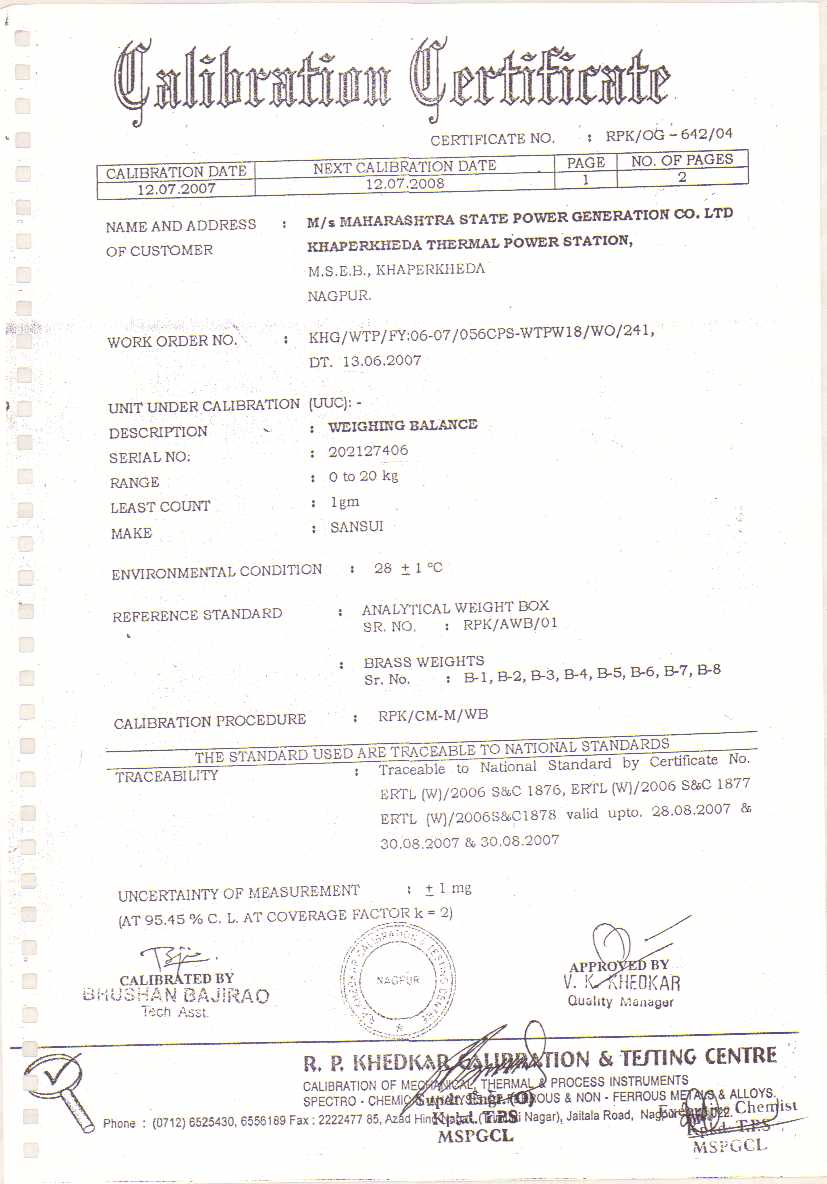 Calibration Certificate
CERTIFICATE NO. : RPK/OG - 642/04
CALIBRATION DATE NEXT CALIBRATION DATE PAGE NO. OF PAGES
12.07.2007 12.07.2008 1 2
NAME AND ADDRESS : M/s MAHARASHTRA STATE POWER GENERATION CO. LTD
OF CUSTOMER KHAPERKHEDA THERMAL POWER STATION,
M.S.E.B., KHAPERKHEDA
NAGPUR.
WORK ORDER NO. : KHG/WTP/FY:06-07/056CPS-WTPW18/WO/241,
DT. 13.06.2007
UNIT UNDER CALIBRATION (UUC): -
DESCRIPTION : WEIGHING BALANCE
SERIAL NO: : 202127406
RANGE : 0 to 20 kg
LEAST COUNT : 1gm
MAKE : SANSUI
ENVIRONMENTAL CONDITION : 28 ± 1 °C
REFERENCE STANDARD : ANALYTICAL WEIGHT BOX
SR. NO. : RPK/AWB/01
: BRASS WEIGHTS
Sr. No. : B-1, B-2, B-3, B-4, B-5, B-6, B-7, B-8
CALIBRATION PROCEDURE : RPK/CM-M/WB
THE STANDARD USED ARE TRACEABLE TO NATIONAL STANDARDS
TRACEABILITY : Traceable to National Standard by Certificate No.
ERTL (W)/2006 S&C 1876, ERTL (W)/2006 S&C 1877
ERTL (W)/2006S&C1878 valid upto. 28.08.2007 &
30.08.2007 & 30.08.2007
UNCERTAINTY OF MEASUREMENT : ± 1 mg
(AT 95.45 % C. L. AT COVERAGE FACTOR k = 2)
CALIBRATED BY
BHUSHAN BAJIRAO
Tech Asst.
R.P. KHEDKAR CALIBRATION & TESTING CENTRE
NAGPUR
APPROVED BY
V. K. KHEDKAR
Quality Manager
R. P. KHEDKAR CALIBRATION & TESTING CENTRE
CALIBRATION OF MECHANICAL, THERMAL & PROCESS INSTRUMENTS
SPECTRO - CHEMICAL ANALYSIS OF FERROUS & NON - FERROUS METALS & ALLOYS.
Phone : (0712) 6525430, 6556189 Fax : 2222477 85, Azad Hind Nagar), Jaitala Road, Nagpur
Kpkd. T.P.S
MSPGCL
Chemist
Kpkd. T.P.S
MSPGCL